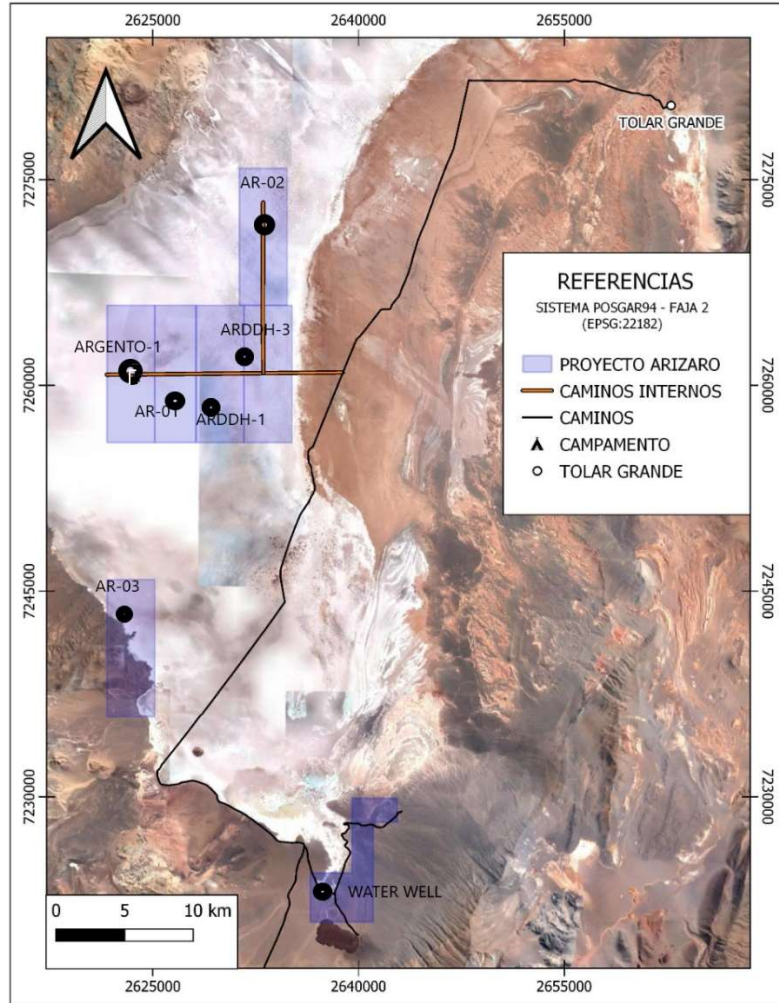 2625000
2640000
2655000
TOLAR GRANDE
7275000
7275000
AR-02
REFERENCIAS
SISTEMA POSGAR94 - FAJA 2
(EPSG:22182)
PROYECTO ARIZARO
CAMINOS INTERNOS
CAMINOS
CAMPAMENTO
TOLAR GRANDE
ARDDH-3
ARGENTO-1
7260000
7260000
AR-01
ARDDH-1
7245000
7245000
AR-03
7230000
7230000
WATER WELL
0 5 10 km
2625000
2640000
2655000